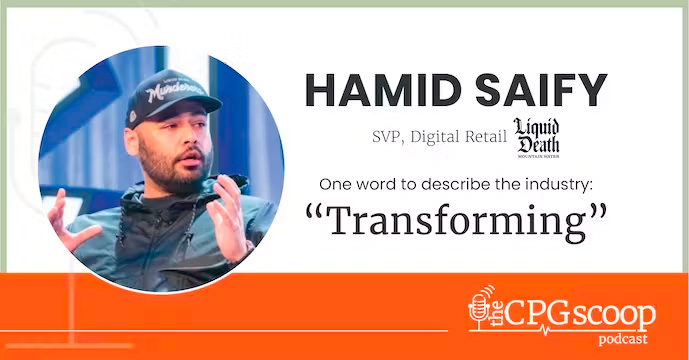 HAMID SAIFY
SVP, Digital Retail
Liquid
Death
MOUNTAIN WATER
One word to describe the industry:
“Transforming”
Murderers
the CPGscoop
podcast